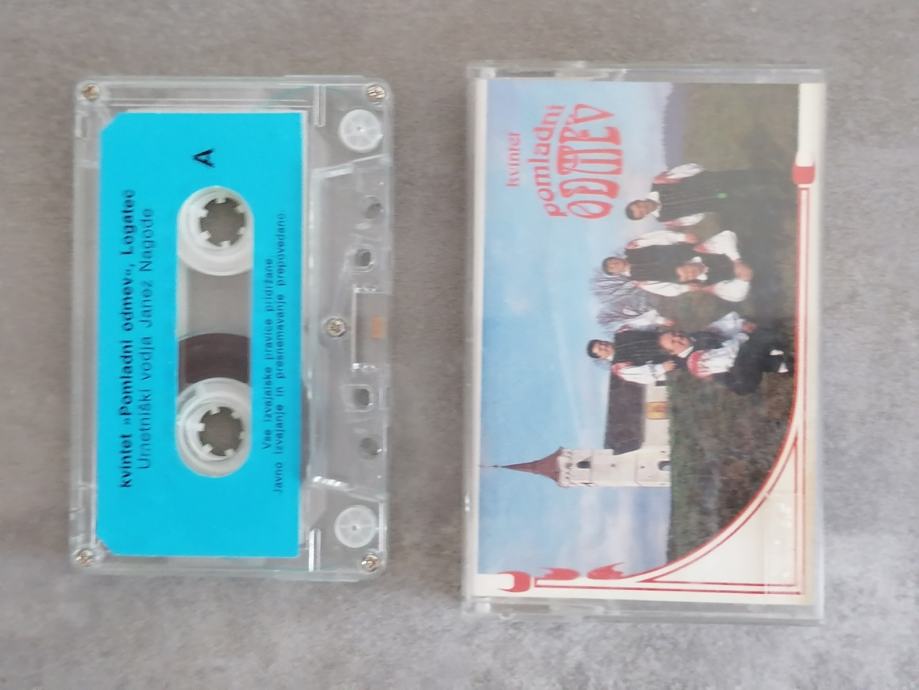 kvintet »Pomladni odmev«, Logatec
Umetniški vodja Janez Nagode
A
Vse izvajalske pravice pridržane
Javno izvajanje in presnemavanje prepovedano
kvintet
pomladni
ODMEV